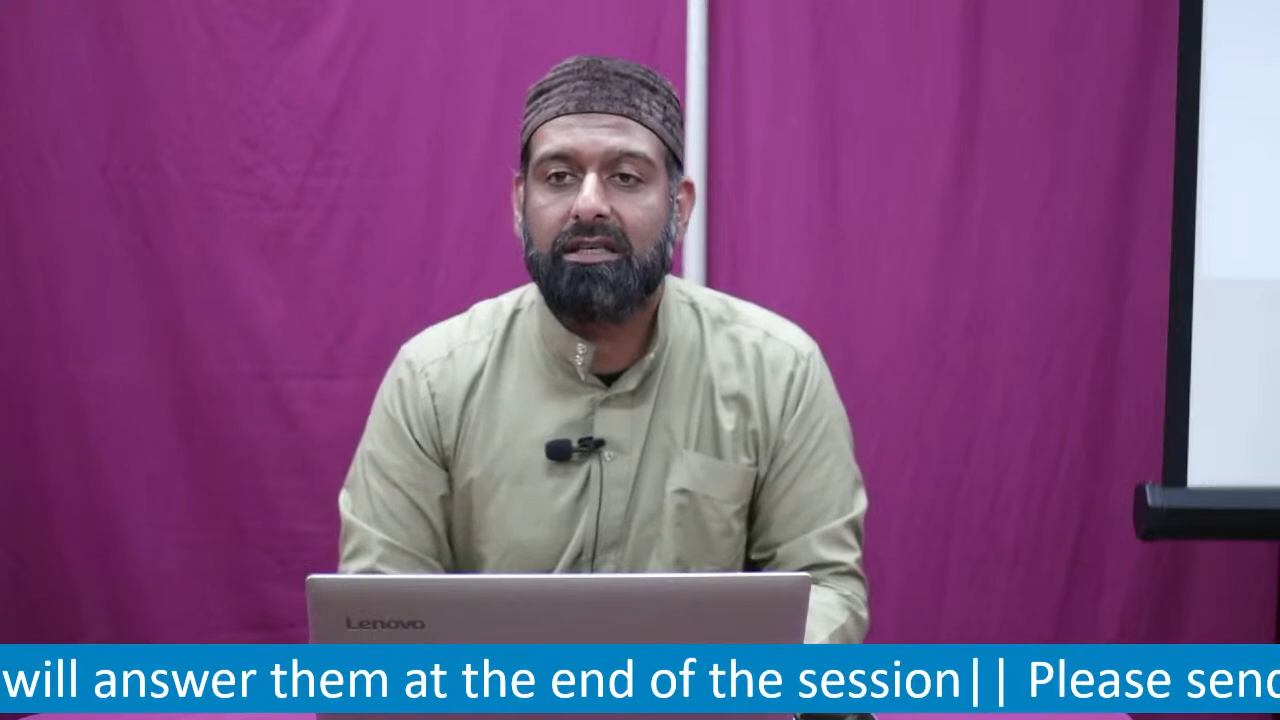 Lenovo
will answer them at the end of the session|| Please send